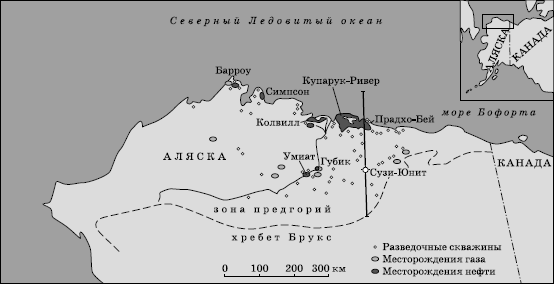 Северный Ледовитый океан
АЛЯСКА
КАНАДА
Барроу
Симпсон
Купарук-Ривер
Колвилл
Прадхо-Бей
море Бофорта
АЛЯСКА
Умиат
Губик
Сузи-Юнит
КАНАДА
зона предгорий
хребет Брукс
Разведочные скважины
Месторождения газа
Месторождения нефти
0 100 200 300 км